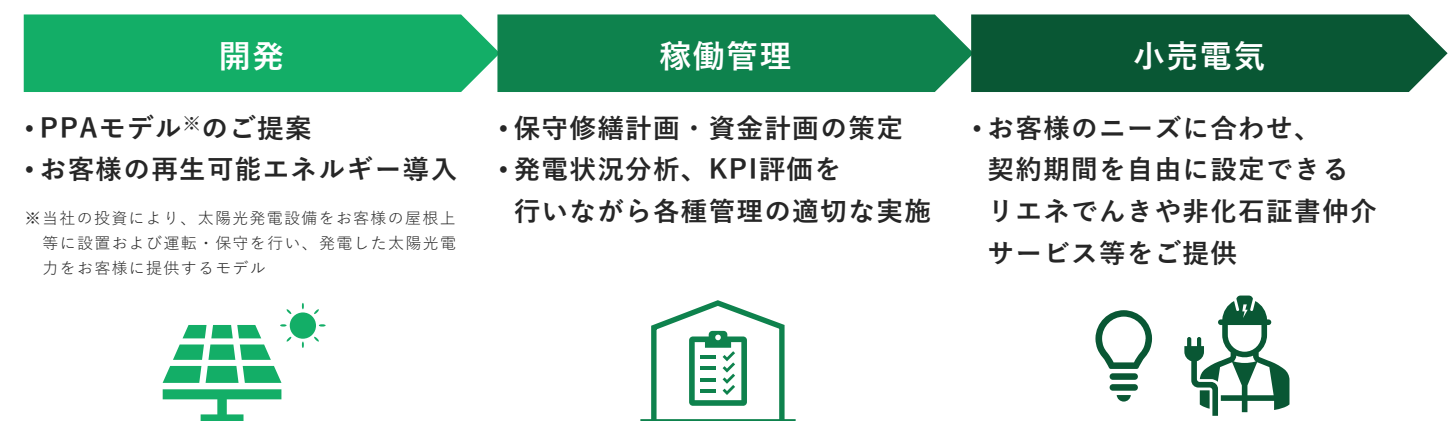 開発
・PPAモデル※のご提案
・お客様の再生可能エネルギー導入
※当社の投資により、太陽光発電設備をお客様の屋根上
等に設置および運転・保守を行い、発電した太陽光電
力をお客様に提供するモデル
稼働管理
・保守修繕計画・資金計画の策定
・発電状況分析、KPI評価を
行いながら各種管理の適切な実施
小売電気
・お客様のニーズに合わせ、
契約期間を自由に設定できる
リエネでんきや非化石証書仲介
サービス等をご提供